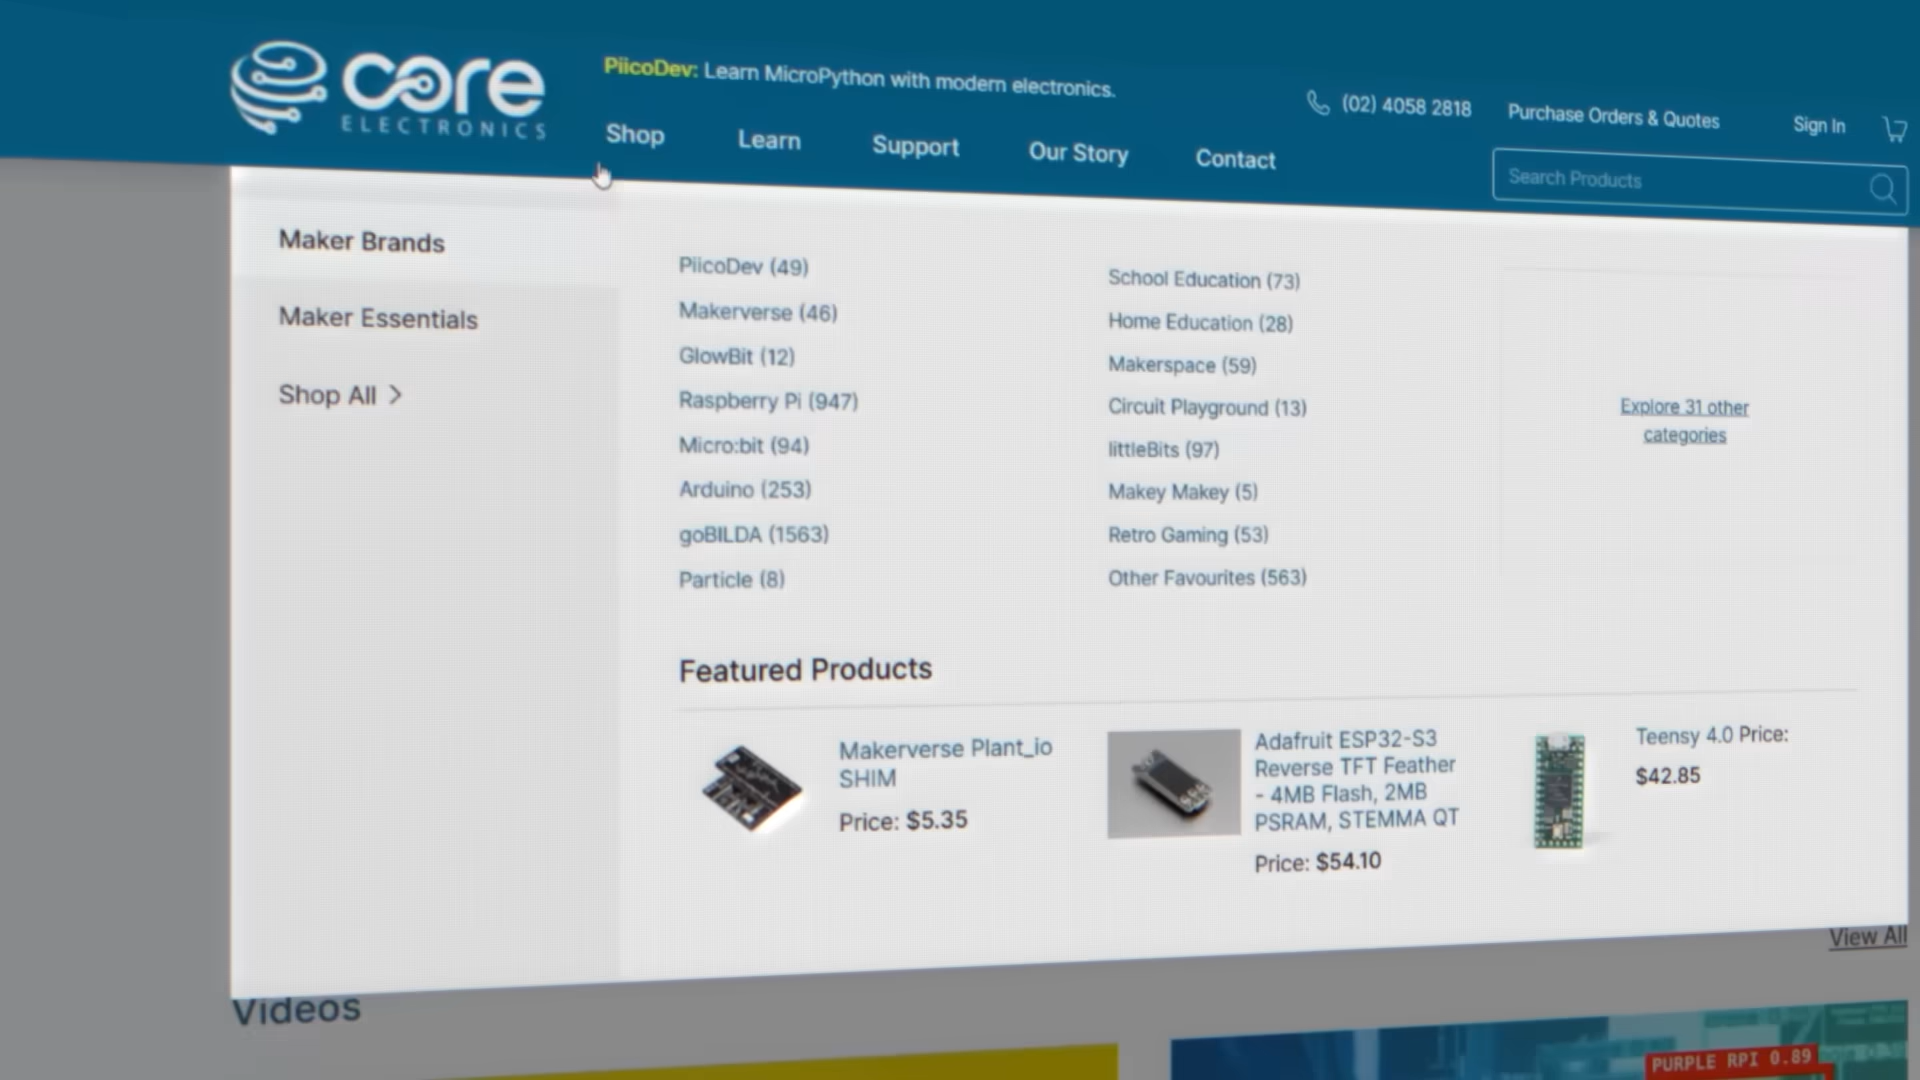 core
ELECTRONICS
PiicoDev: Learn MicroPython with modern electronics.
(02) 4058 2818
Purchase Orders & Quotes
Sign In
Shop
Learn
Support
Our Story
Contact
Search Products
Maker Brands
Maker Essentials
Shop All >
PiicoDev (49)
Makerverse (46)
GlowBit (12)
Raspberry Pi (947)
Micro:bit (94)
Arduino (253)
goBILDA (1563)
Particle (8)
School Education (73)
Home Education (28)
Makerspace (59)
Circuit Playground (13)
littleBits (97)
Makey Makey (5)
Retro Gaming (53)
Other Favourites (563)
Explore 31 other
categories
Featured Products
Makerverse Plant_io
SHIM
Price: $5.35
Adafruit ESP32-S3
Reverse TFT Feather
- 4MB Flash, 2MB
PSRAM, STEMMA QT
Price: $54.10
Teensy 4.0 Price:
$42.85
View All
Videos
PURPLE RPI 0.89